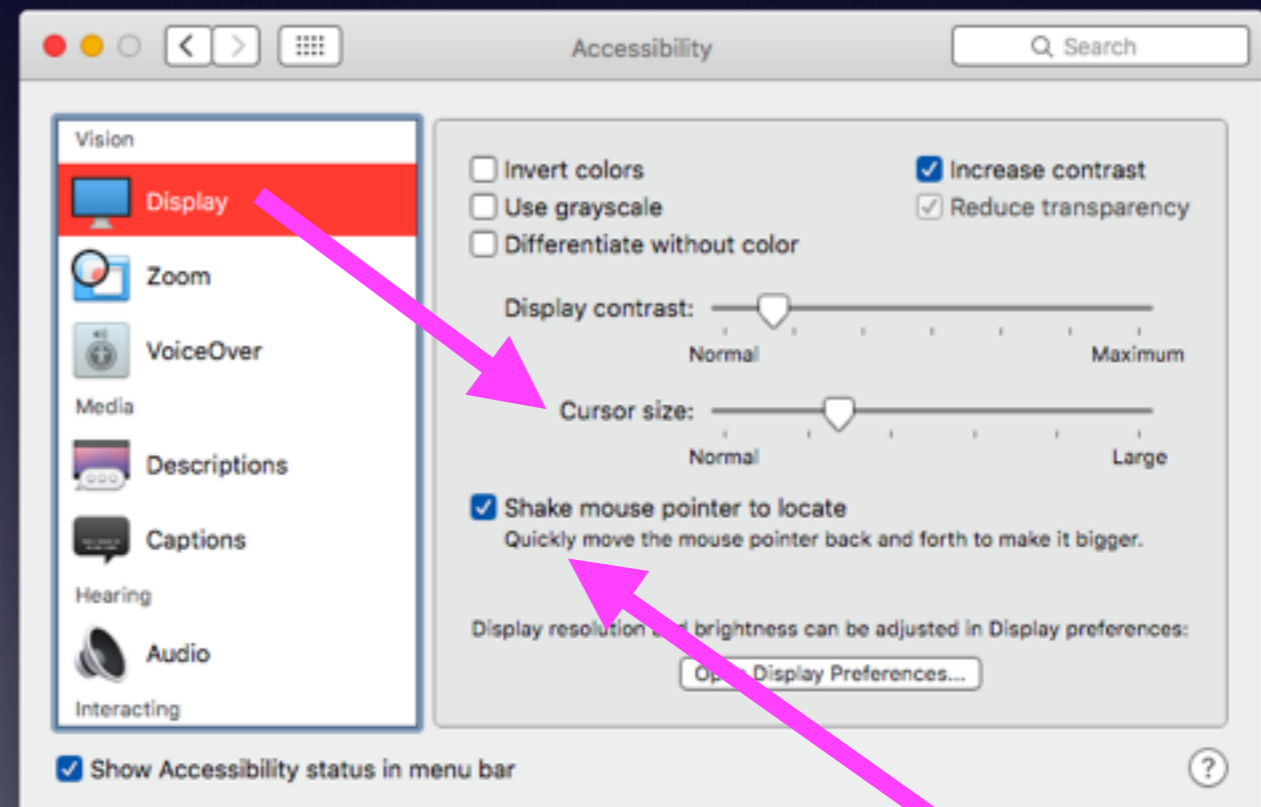 Accessibility
Search
Vision
Display
Zoom
VoiceOver
Media
Descriptions
Captions
Hearing
Audio
Interacting
Invert colors
Increase contrast
Use grayscale
Reduce transparency
Differentiate without color
Display contrast:
Normal Maximum
Cursor size:
Normal Large
Shake mouse pointer to locate
Quickly move the mouse pointer back and forth to make it bigger.
Display resolution and brightness can be adjusted in Display preferences:
Open Display Preferences...
Show Accessibility status in menu bar
?